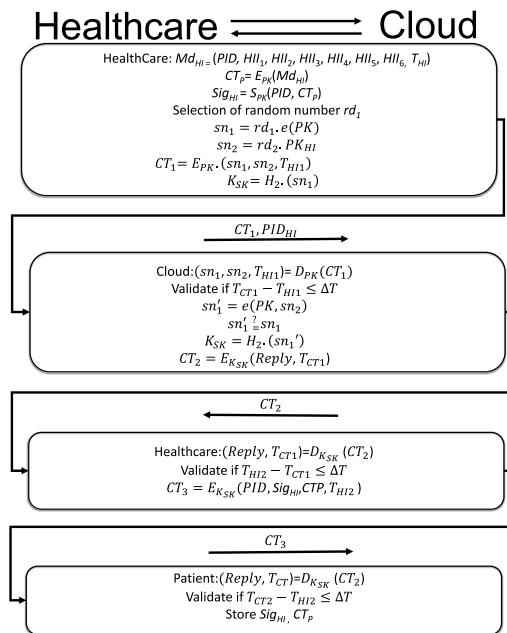 Healthcare Cloud
HealthCare: Md_HI = (PID, HII_1, HII_2, HII_3, HII_4, HII_5, HII_6, T_HI)
CT_P = E_PK(Md_HI)
Sig_HI = S_PK(PID, CT_P)
Selection of random number rd_1
sn_1 = rd_1. e(PK)
sn_2 = rd_2. PK_HI
CT_1 = E_PK. (sn_1, sn_2, T_HI1)
K_SK = H_2. (sn_1)
CT_1, PID_HI
Cloud:(sn_1, sn_2, T_HI1)= D_PK(CT_1)
Validate if T_CT1 − T_HI1 ≤ ΔT
sn_1′ = e(PK, sn_2)
sn_1′ ≟ sn_1
K_SK = H_2. (sn_1′)
CT_2 = E_K_SK(Reply, T_CT1)
CT_2
Healthcare:(Reply, T_CT1)=D_K_SK (CT_2)
Validate if T_HI2 − T_CT1 ≤ ΔT
CT_3 = E_K_SK(PID, Sig_HI,CTP, T_HI2)
CT_3
Patient:(Reply, T_CT)=D_K_SK (CT_2)
Validate if T_CT2 − T_HI2 ≤ ΔT
Store Sig_HI, CT_P